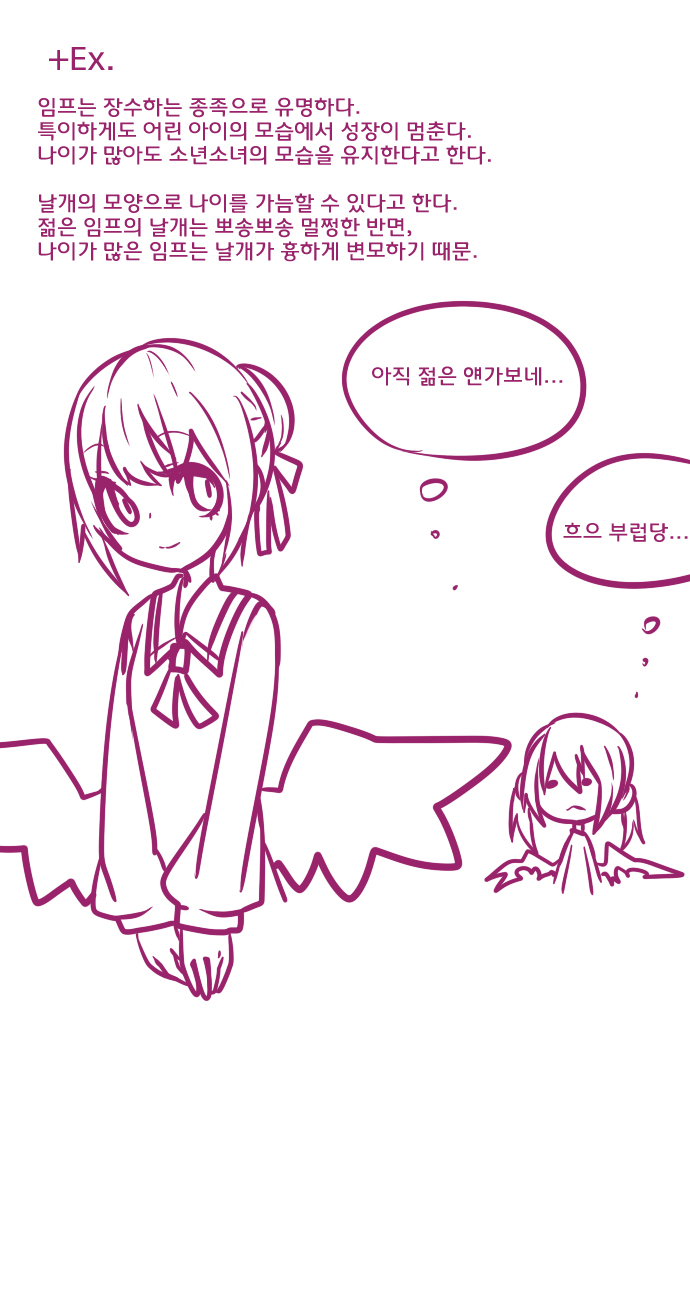 +Ex.
임프는 장수하는 종족으로 유명하다.
특이하게도 어린 아이의 모습에서 성장이 멈춘다.
나이가 많아도 소년소녀의 모습을 유지한다고 한다.
날개의 모양으로 나이를 가늠할 수 있다고 한다.
젊은 임프의 날개는 뽀송뽀송 멀쩡한 반면,
나이가 많은 임프는 날개가 흉하게 변모하기 때문.
아직 젊은 얜가보네...
흐으 부럽당...